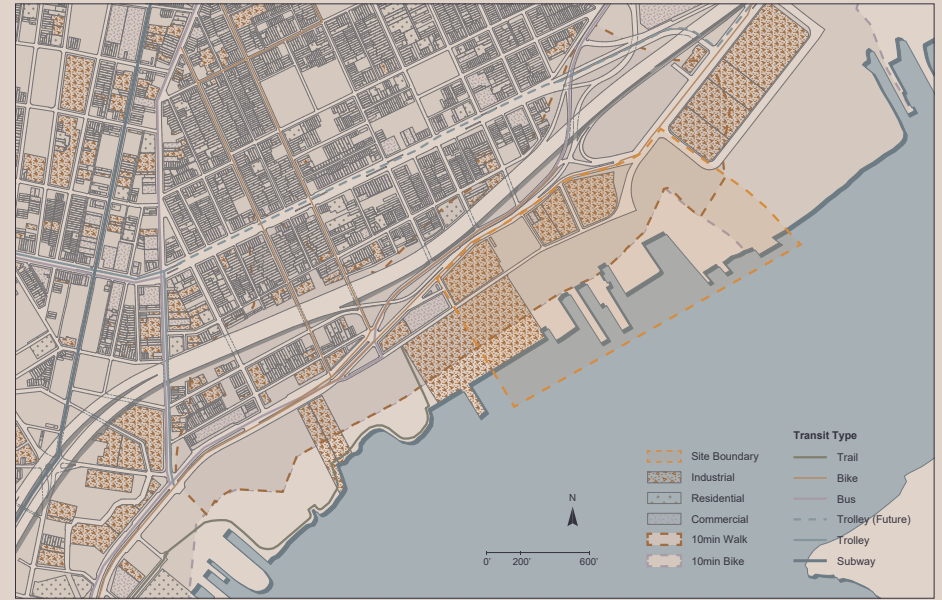 N
0'
200'
600'
Site Boundary
Industrial
Residential
Commercial
10min Walk
10min Bike
Transit Type
Trail
Bike
Bus
Trolley (Future)
Trolley
Subway